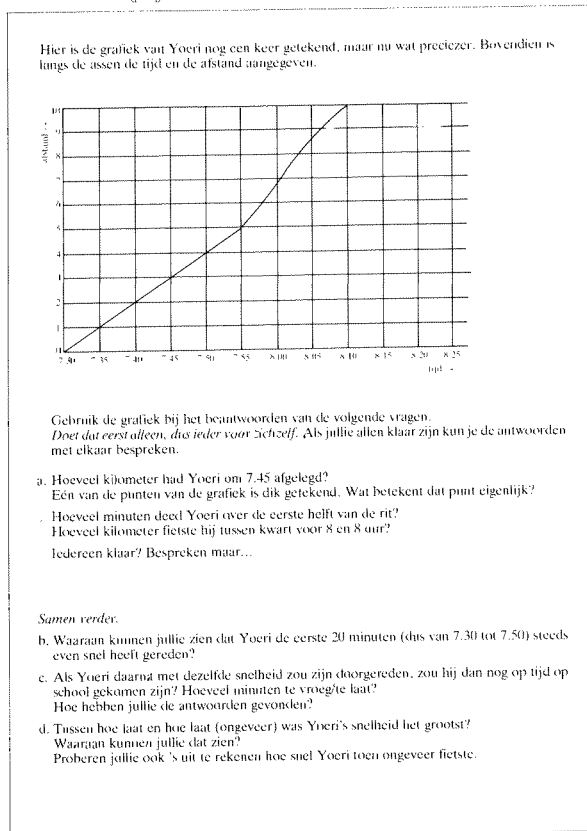 Hier is de grafiek van Yoeri nog een keer getekend, maar nu wat preciezer. Bovendien is
langs de assen de tijd en de afstand aangegeven.
afstand
10
9
8
7
6
5
4
3
2
1
0
7.30 7.35 7.40 7.45 7.50 7.55 8.00 8.05 8.10 8.15 8.20 8.25
tijd
Gebruik de grafiek bij het beantwoorden van de volgende vragen.
Doet dat eerst alleen, dus ieder voor zichzelf. Als jullie allen klaar zijn kun je de antwoorden
met elkaar bespreken.
a. Hoeveel kilometer had Yoeri om 7.45 afgelegd?
Eén van de punten van de grafiek is dik getekend. Wat betekent dat punt eigenlijk?
Hoeveel minuten deed Yoeri over de eerste helft van de rit?
Hoeveel kilometer fietste hij tussen kwart voor 8 en 8 uur?
Iedereen klaar? Bespreken maar...
Samen verder.
b. Waaraan kunnen jullie zien dat Yoeri de eerste 20 minuten (dus van 7.30 tot 7.50) steeds
even snel heeft gereden?
c. Als Yoeri daarna met dezelfde snelheid zou zijn doorgereden, zou hij dan nog op tijd op
school gekomen zijn? Hoeveel minuten te vroeg/te laat?
Hoe hebben jullie de antwoorden gevonden?
d. Tussen hoe laat en hoe laat (ongeveer) was Yoeri's snelheid het grootst?
Waaraan kunnen jullie dat zien?
Proberen jullie ook 's uit te rekenen hoe snel Yoeri toen ongeveer fietste.